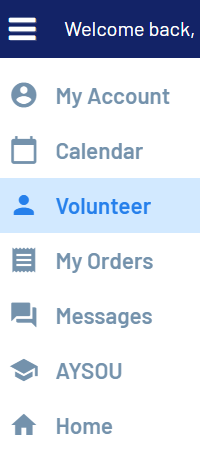 Welcome back,
My Account
Calendar
Volunteer
My Orders
Messages
AYSOU
Home